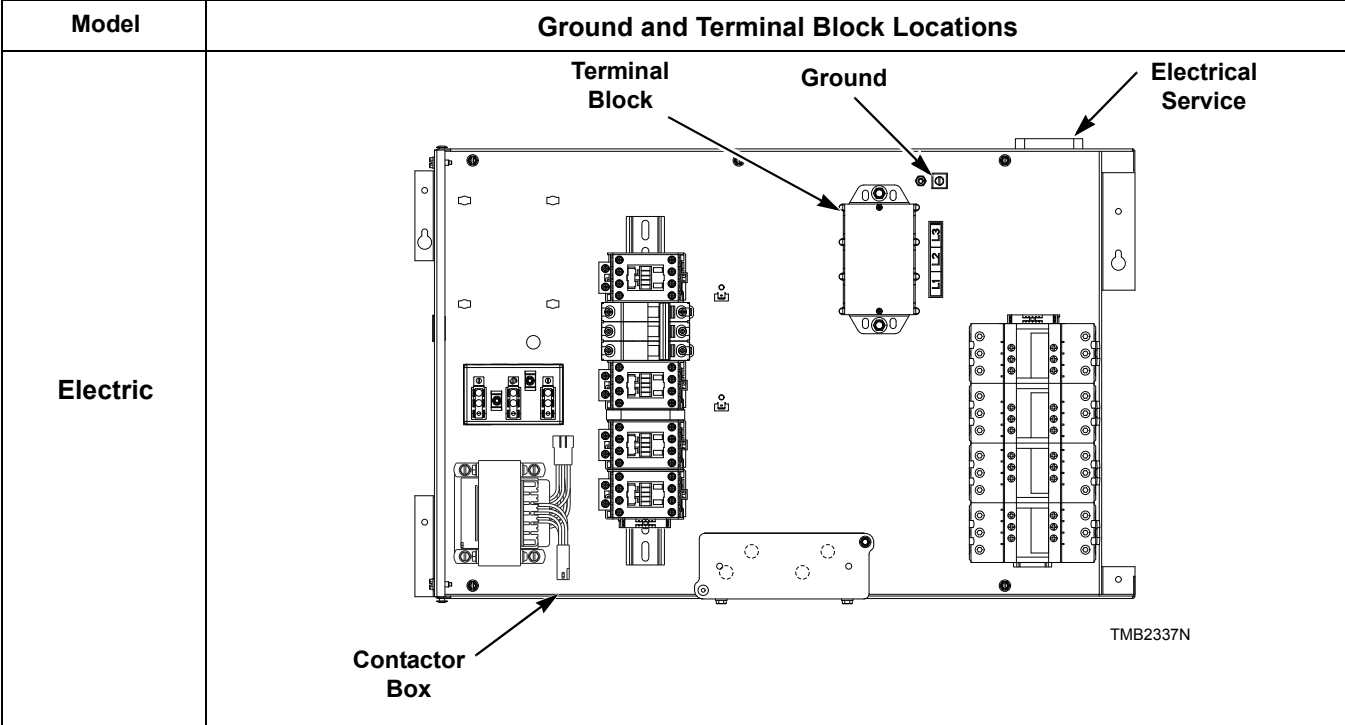 Model
Ground and Terminal Block Locations
Electric
Terminal
Block
Ground
Electrical
Service
L1 L2 L3
Contactor
Box
TMB2337N